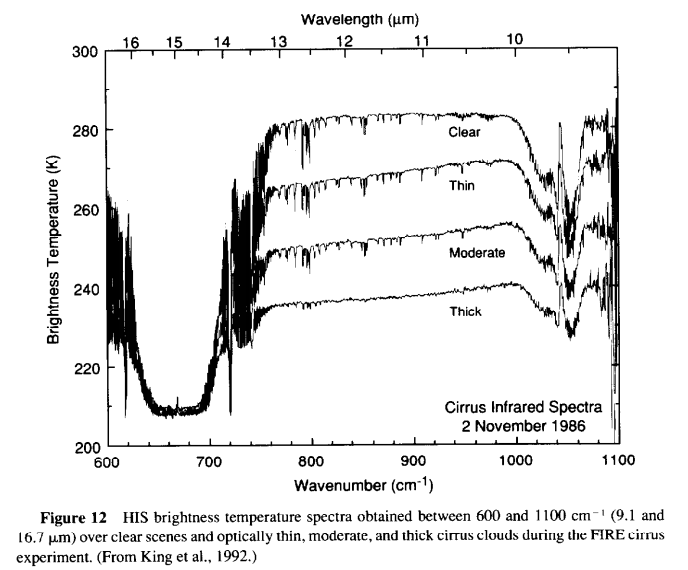 Wavelength (μm)
16 15 14 13 12 11 10
300
280
260
240
220
200
Brightness Temperature (K)
Clear
Thin
Moderate
Thick
Cirrus Infrared Spectra
2 November 1986
600 700 800 900 1000 1100
Wavenumber (cm⁻¹)
Figure 12 HIS brightness temperature spectra obtained between 600 and 1100 cm⁻¹ (9.1 and
16.7 μm) over clear scenes and optically thin, moderate, and thick cirrus clouds during the FIRE cirrus
experiment. (From King et al., 1992.)